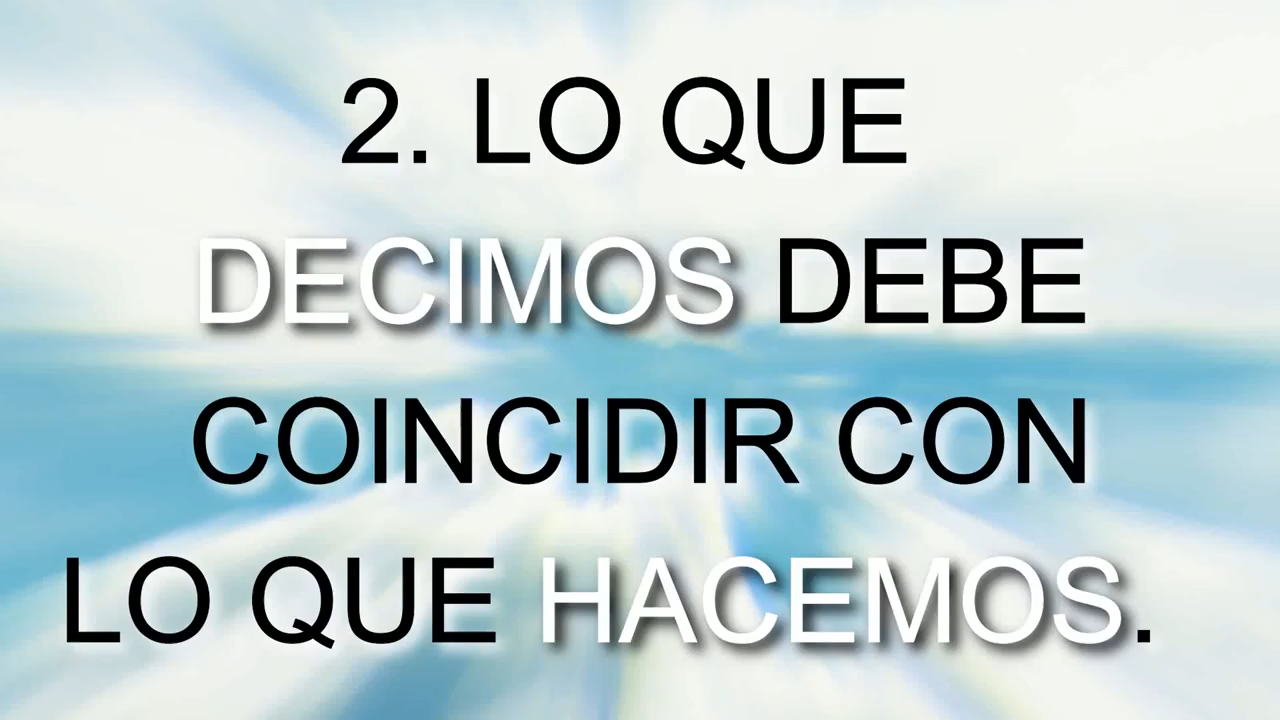 2. LO QUE
DECIMOS DEBE
COINCIDIR CON
LO QUE HACEMOS.